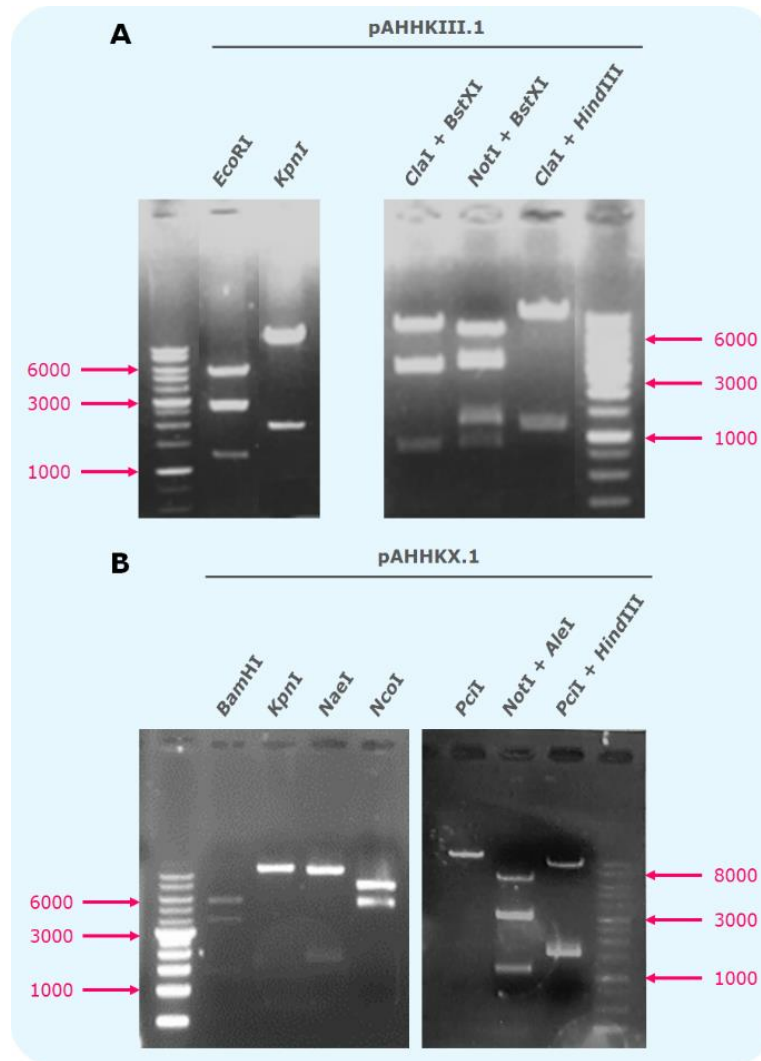 A
pAHHKIII.1
EcoRI
KpnI
ClaI + BstXI
NotI + BstXI
ClaI + HindIII
6000
3000
1000
6000
3000
1000
B
pAHHKX.1
BamHI
KpnI
NaeI
NcoI
PciI
NotI + AleI
PciI + HindIII
6000
3000
1000
8000
3000
1000